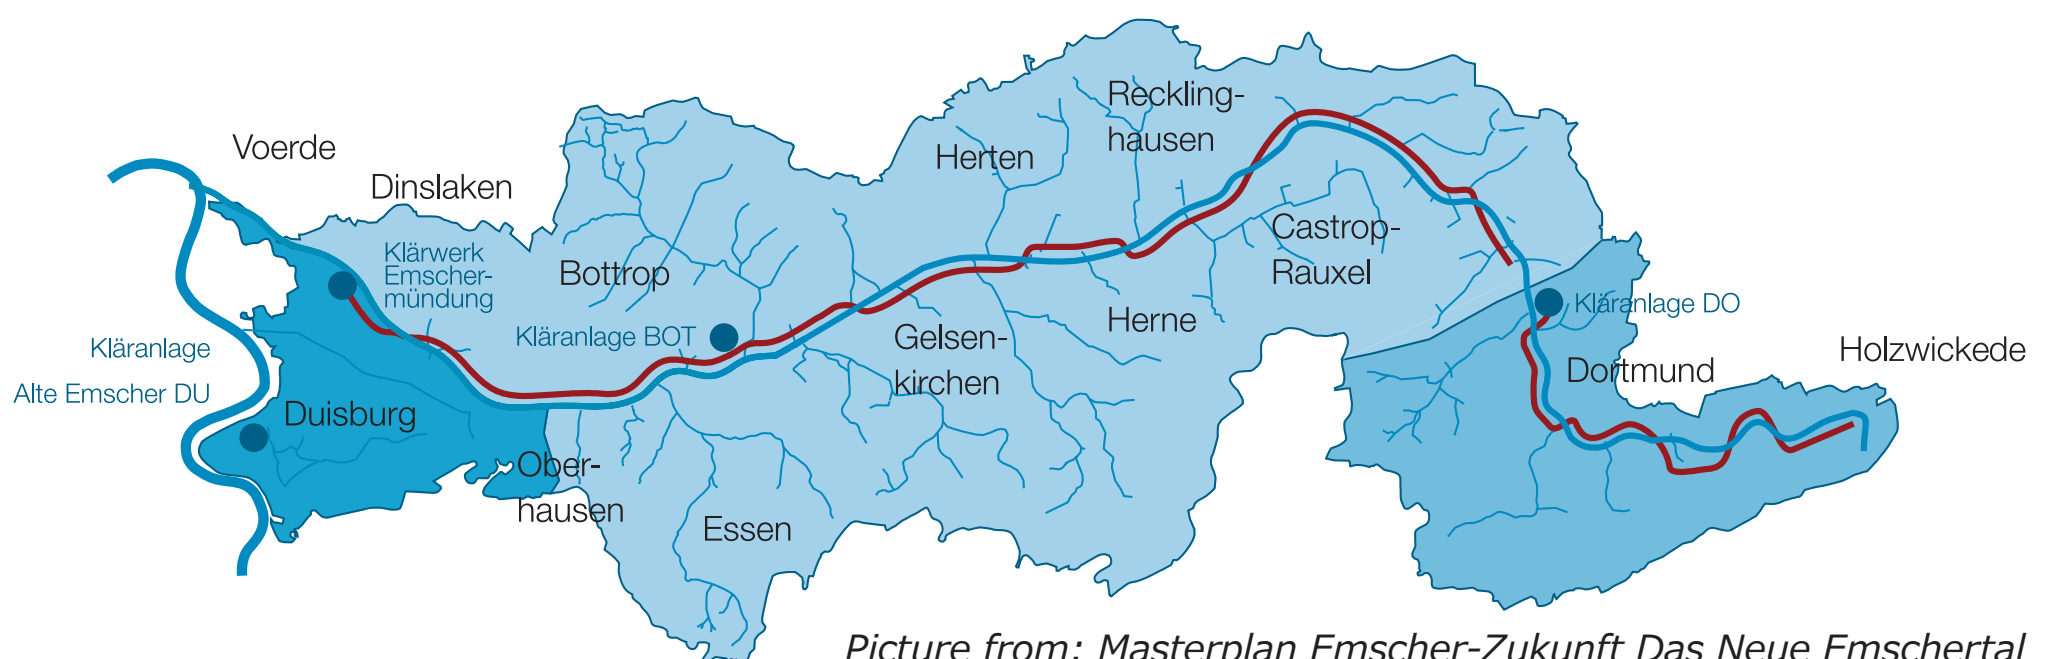 Voerde
Dinslaken
Klärwerk
Emscher-
mündung
Bottrop
Kläranlage BOT
Kläranlage
Alte Emscher DU
Duisburg
Ober-
hausen
Essen
Gelsen-
kirchen
Herten
Reckling-
hausen
Herne
Castrop-
Rauxel
Kläranlage DO
Dortmund
Holzwickede
Picture from: Masterplan Emscher-Zukunft Das Neue Emschertal